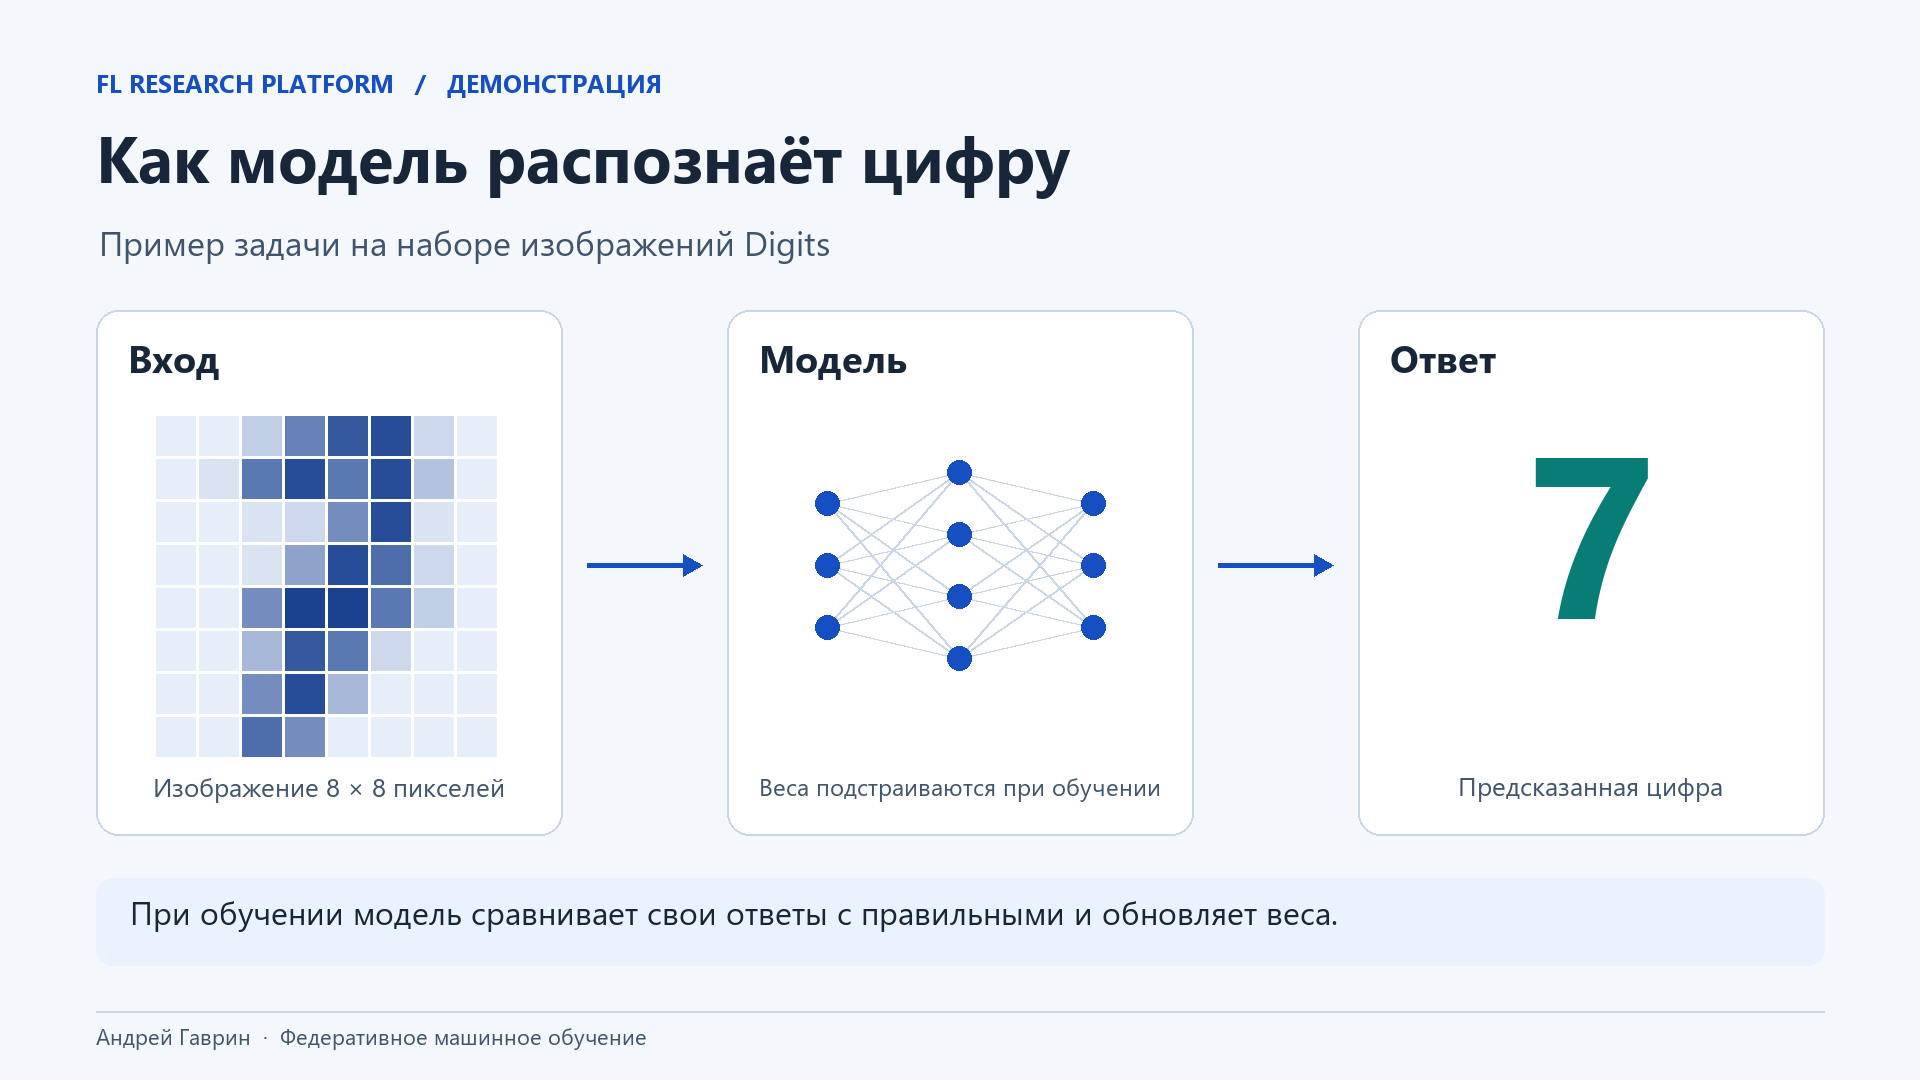 FL RESEARCH PLATFORM / ДЕМОНСТРАЦИЯ
Как модель распознаёт цифру
Пример задачи на наборе изображений Digits
Вход
Изображение 8 × 8 пикселей
Модель
Веса подстраиваются при обучении
Ответ
7
Предсказанная цифра
При обучении модель сравнивает свои ответы с правильными и обновляет веса.
Андрей Гаврин · Федеративное машинное обучение